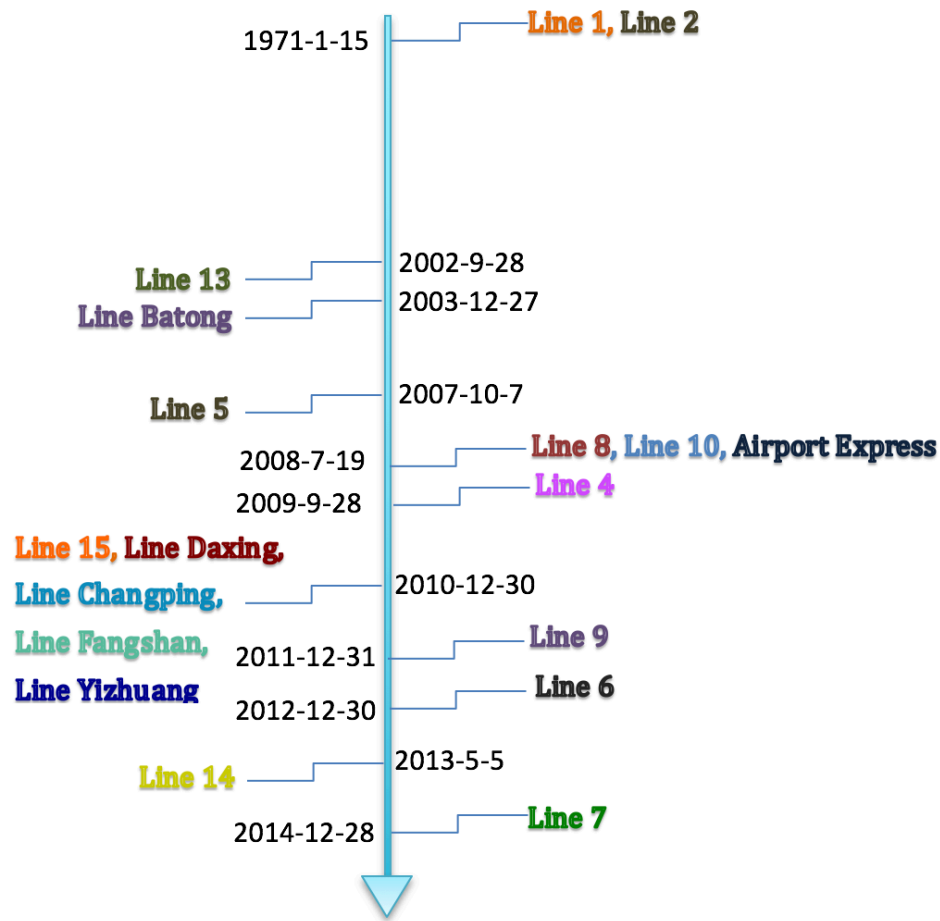 Line 1, Line 2
1971-1-15
2002-9-28
Line 13
2003-12-27
Line Batong
2007-10-7
Line 5
Line 8, Line 10, Airport Express
2008-7-19
Line 4
2009-9-28
Line 15, Line Daxing,
Line Changping,
Line Fangshan,
Line Yizhuang
2010-12-30
Line 9
2011-12-31
Line 6
2012-12-30
2013-5-5
Line 14
Line 7
2014-12-28